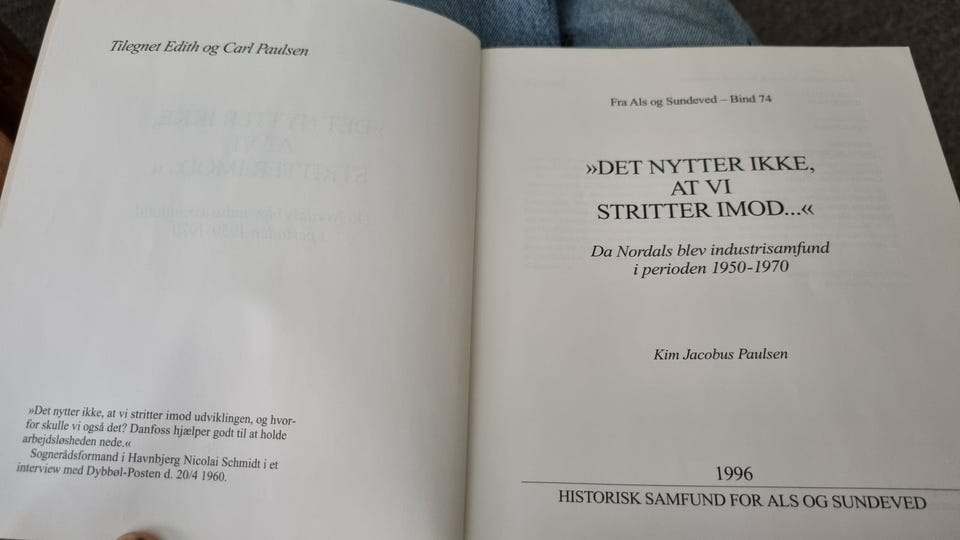 Tilegnet Edith og Carl Paulsen
»Det nytter ikke, at vi stritter imod udviklingen, og hvor-
for skulle vi også det? Danfoss hjælper godt til at holde
arbejdsløsheden nede.«
Sognerådsformand i Havnbjerg Nicolai Schmidt i et
interview med Dybbøl-Posten d. 20/4 1960.
Fra Als og Sundeved – Bind 74
»DET NYTTER IKKE,
AT VI
STRITTER IMOD...«
Da Nordals blev industrisamfund
i perioden 1950-1970
Kim Jacobus Paulsen
1996
HISTORISK SAMFUND FOR ALS OG SUNDEVED